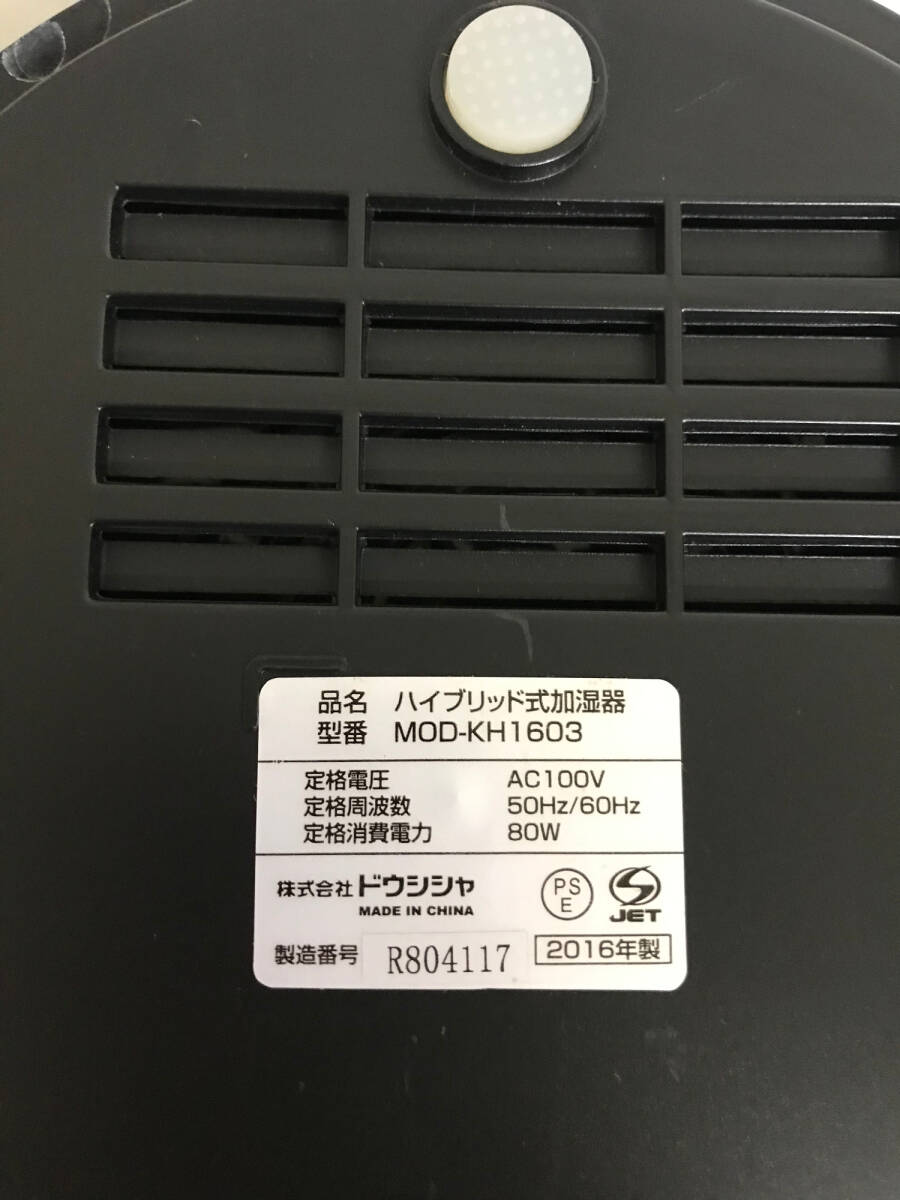 品名 ハイブリッド式加湿器
型番 MOD-KH1603
定格電圧 AC100V
定格周波数 50Hz/60Hz
定格消費電力 80W
株式会社 ドウシシャ
MADE IN CHINA
PS
E
JET
製造番号 R804117 2016年製